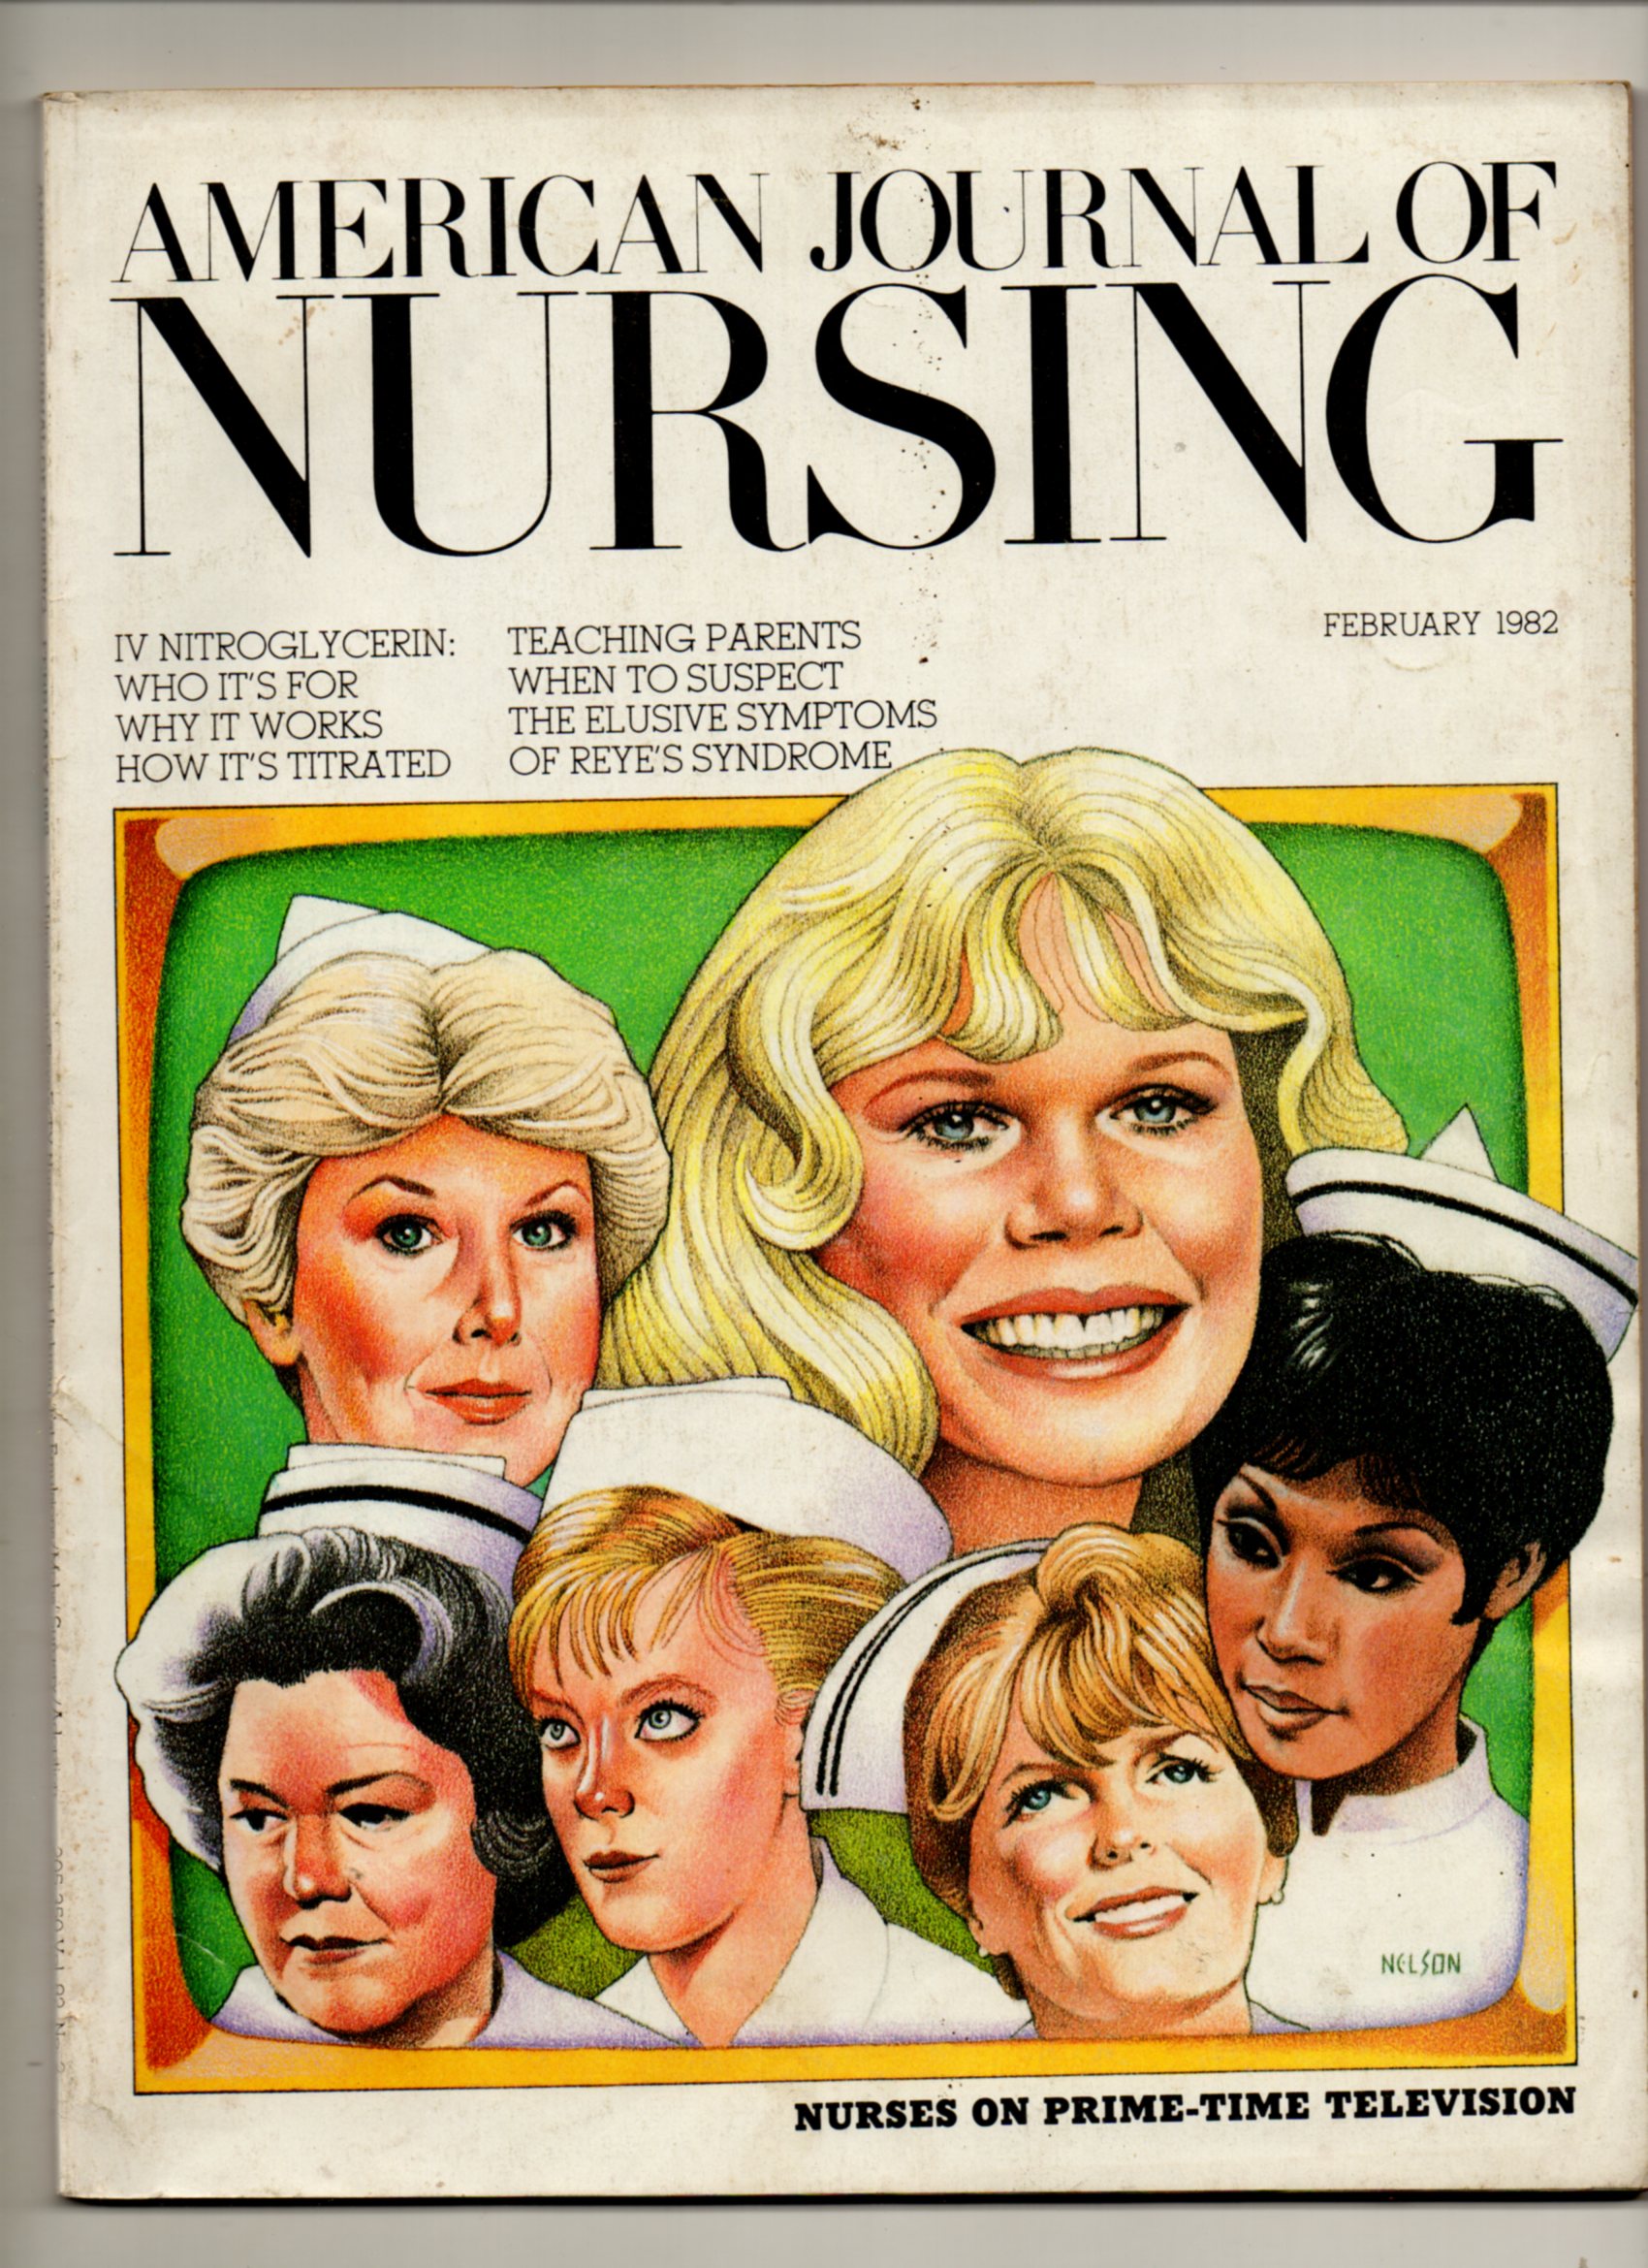 AMERICAN JOURNAL OF
NURSING
IV NITROGLYCERIN:
WHO IT'S FOR
WHY IT WORKS
HOW IT'S TITRATED
TEACHING PARENTS
WHEN TO SUSPECT
THE ELUSIVE SYMPTOMS
OF REYE'S SYNDROME
FEBRUARY 1982
NELSON
NURSES ON PRIME-TIME TELEVISION